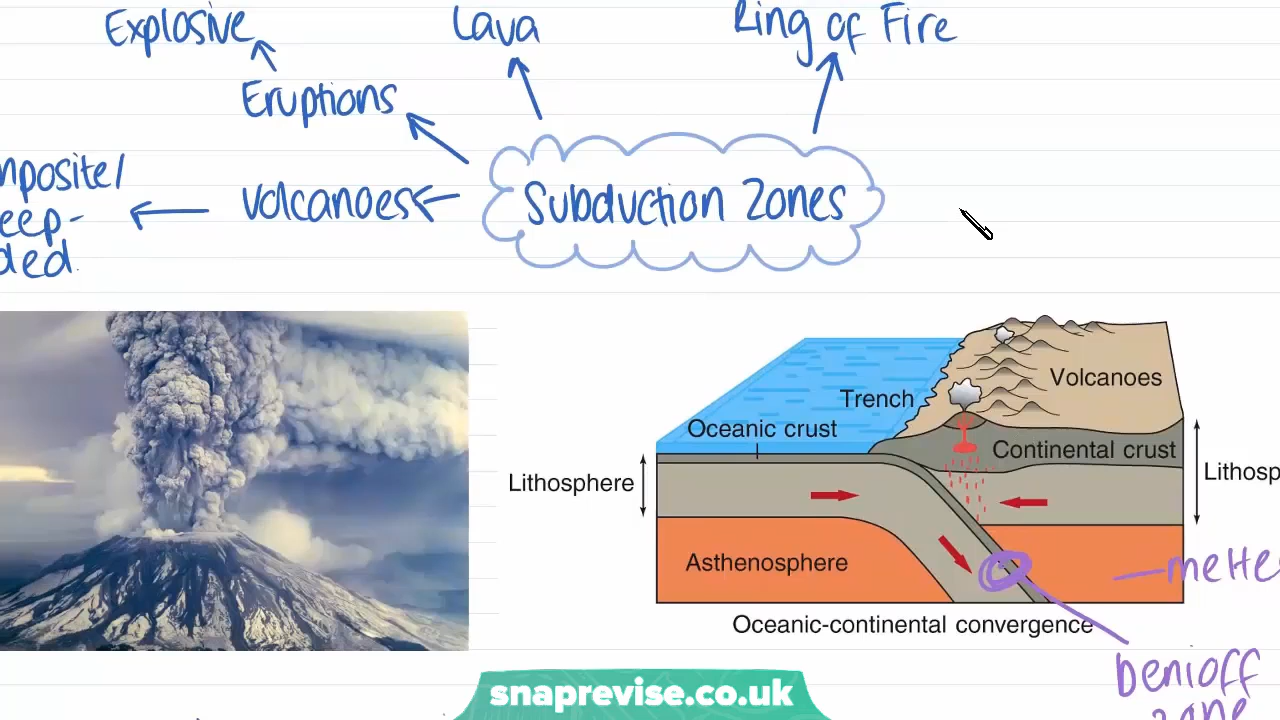 Explosive
Lava
Ring of Fire
Eruptions
Volcanoes
Subduction Zones
Volcanoes
Trench
Oceanic crust
Continental crust
Lithosphere
Asthenosphere
Oceanic-continental convergence
benioff
zone
snaprevise.co.uk